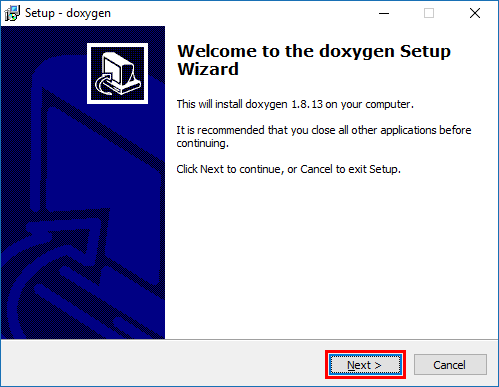 Setup - doxygen
Welcome to the doxygen Setup
Wizard
This will install doxygen 1.8.13 on your computer.
It is recommended that you close all other applications before
continuing.
Click Next to continue, or Cancel to exit Setup.
Next >
Cancel